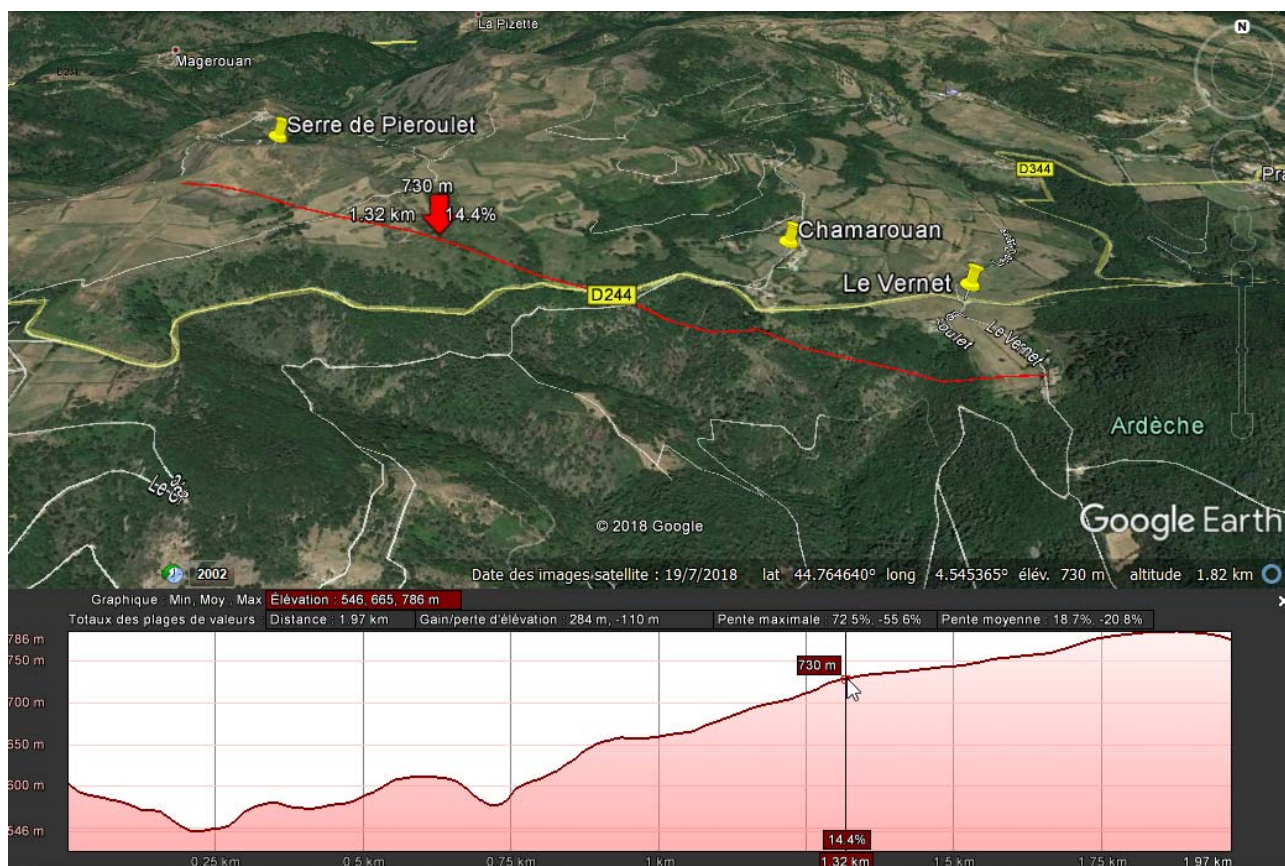 La Pizette
N
Magerouan
Serre de Pieroulet
D344
Pra
730 m
1.32 km 14.4%
Chamarouan
Le Vernet
D244
Le Vernet
Ardèche
© 2018 Google
Google Earth
2002
Date des images satellite : 19/7/2018 lat 44.764640° long 4.545365° élév. 730 m altitude 1.82 km
Graphique : Min, Moy , Max Élévation : 546, 665, 786 m
Totaux des plages de valeurs : Distance : 1.97 km Gain/perte d'élévation : 284 m, -110 m Pente maximale : 72.5%, -55.6% Pente moyenne : 18.7%, -20.8%
786 m
750 m
700 m
650 m
600 m
546 m
730 m
14.4%
0.25 km 0.5 km 0.75 km 1 km 1.32 km 1.5 km 1.75 km 1.97 km